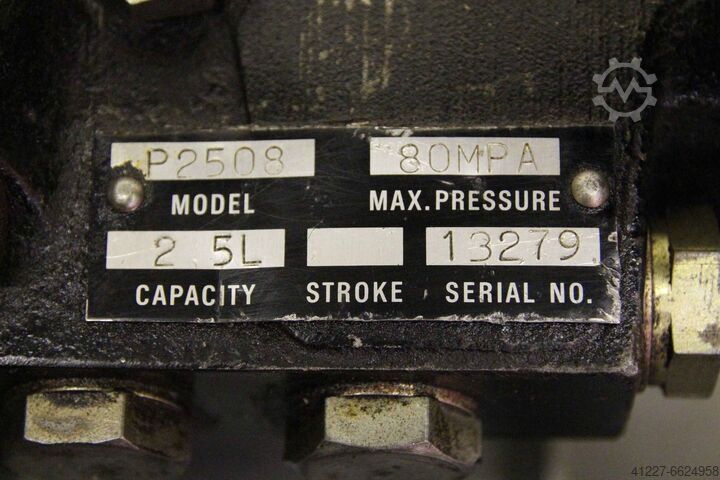 P2508 80MPA
MODEL MAX.PRESSURE
2 5L 13279
CAPACITY STROKE SERIAL NO.
41227-6624958